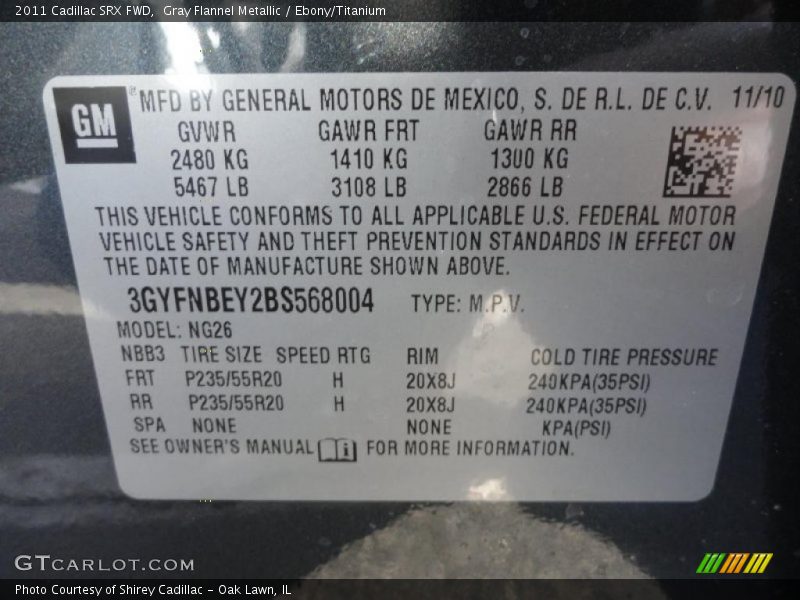 2011 Cadillac SRX FWD,  Gray Flannel Metallic / Ebony/Titanium
GM ® MFD BY GENERAL MOTORS DE MEXICO, S. DE R.L. DE C.V. 11/10
GVWR GAWR FRT GAWR RR
2480 KG 1410 KG 1300 KG
5467 LB 3108 LB 2866 LB
THIS VEHICLE CONFORMS TO ALL APPLICABLE U.S. FEDERAL MOTOR
VEHICLE SAFETY AND THEFT PREVENTION STANDARDS IN EFFECT ON
THE DATE OF MANUFACTURE SHOWN ABOVE.
3GYFNBEY2BS568004 TYPE: M.P.V.
MODEL: NG26
NBB3 TIRE SIZE SPEED RTG RIM COLD TIRE PRESSURE
FRT P235/55R20 H 20X8J 240KPA(35PSI)
RR P235/55R20 H 20X8J 240KPA(35PSI)
SPA NONE NONE KPA(PSI)
SEE OWNER'S MANUAL i FOR MORE INFORMATION.
GTCARLOT.COM
Photo Courtesy of Shirey Cadillac - Oak Lawn, IL